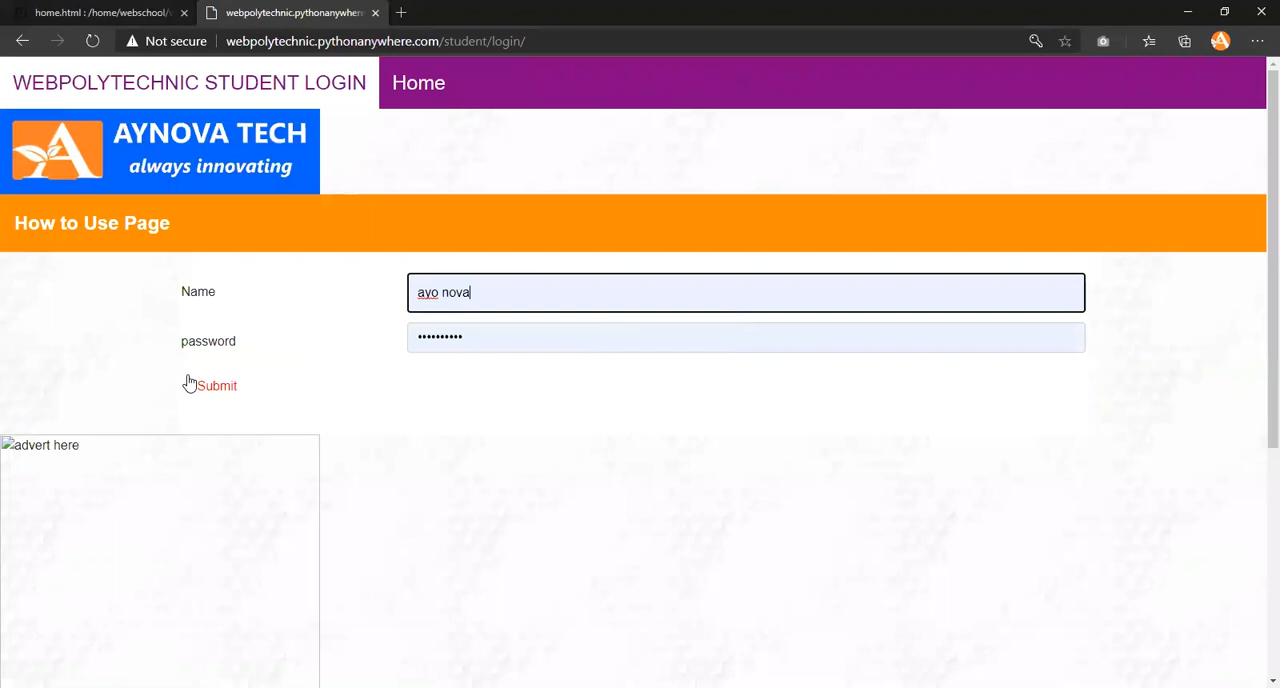 home.html : /home/webschool/
webpolytechnic.pythonanywhere
Not secure
webpolytechnic.pythonanywhere.com/student/login/
WEBPOLYTECHNIC STUDENT LOGIN
Home
AYNOVA TECH
always innovating
How to Use Page
Name
ayo nova
password
••••••••••
Submit
advert here